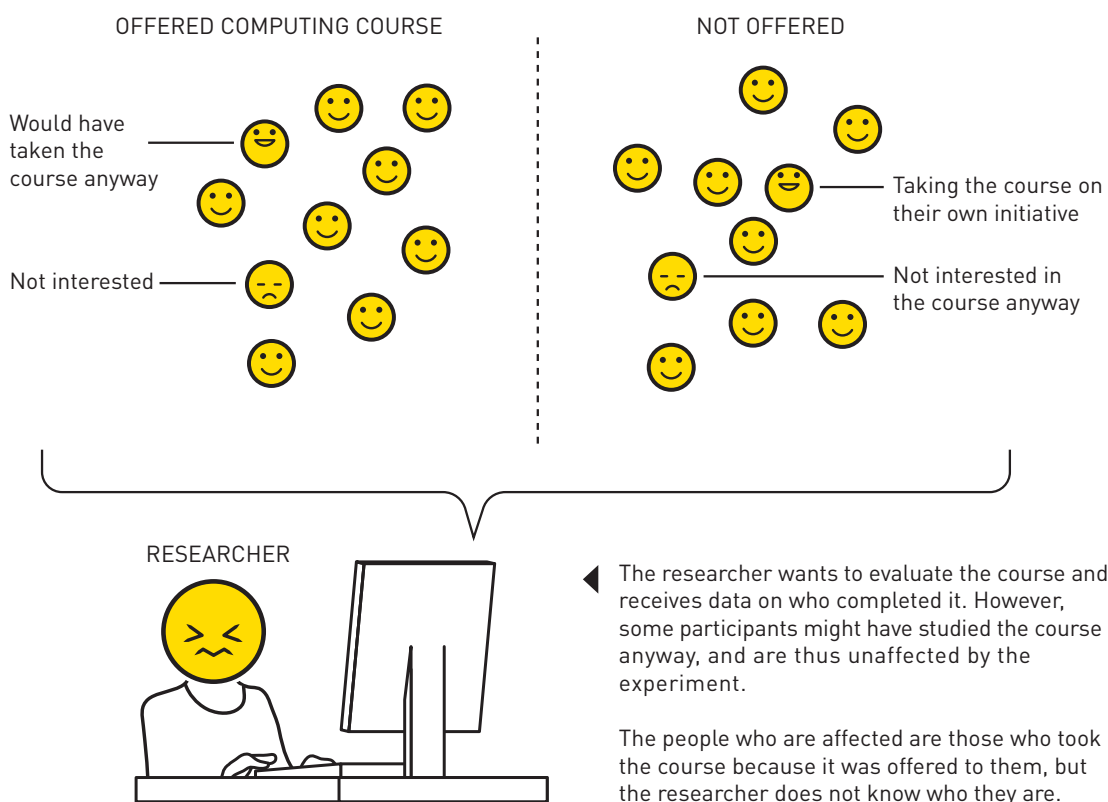 OFFERED COMPUTING COURSE
NOT OFFERED
Would have
taken the
course anyway
Not interested
Taking the course on
their own initiative
Not interested in
the course anyway
RESEARCHER
The researcher wants to evaluate the course and
receives data on who completed it. However,
some participants might have studied the course
anyway, and are thus unaffected by the
experiment.
The people who are affected are those who took
the course because it was offered to them, but
the researcher does not know who they are.